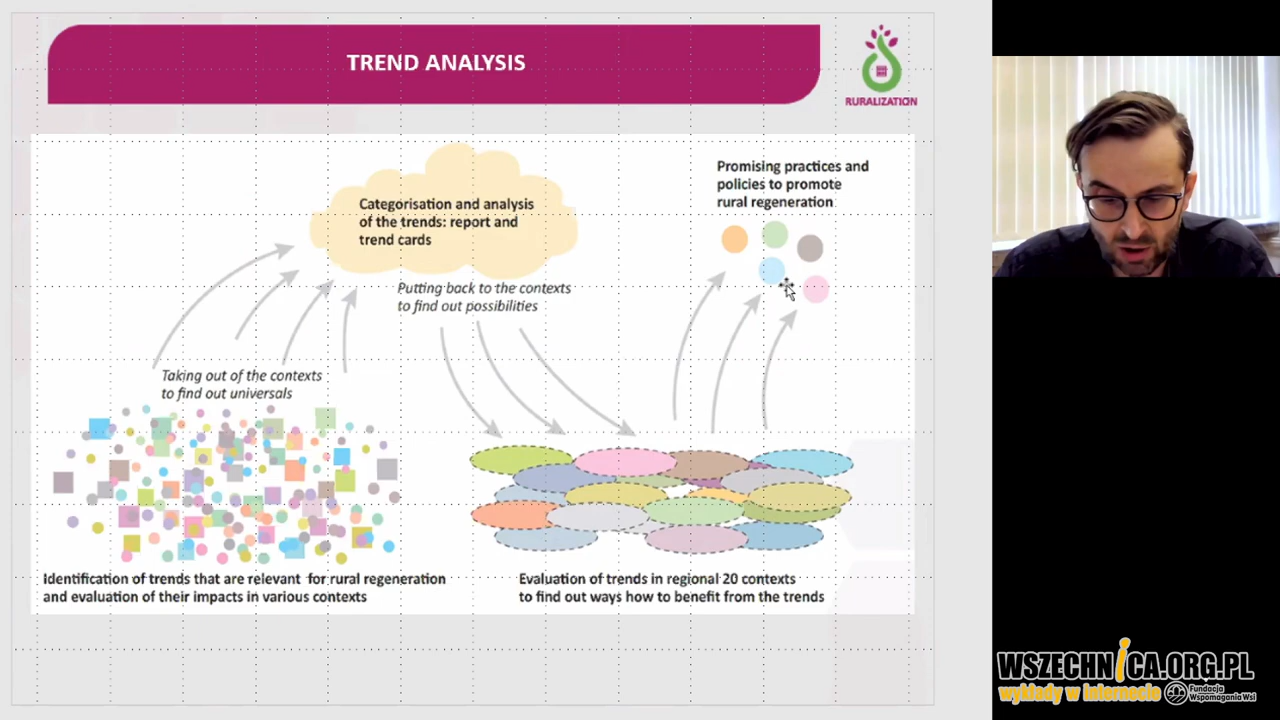 TREND ANALYSIS
RURALIZATION
Promising practices and
policies to promote
rural regeneration
Categorisation and analysis
of the trends: report and
trend cards
Putting back to the contexts
to find out possibilities
Taking out of the contexts
to find out universals
Identification of trends that are relevant for rural regeneration
and evaluation of their impacts in various contexts
Evaluation of trends in regional 20 contexts
to find out ways how to benefit from the trends
WSZECHNiCA.ORG.PL
wykłady w internecie
Fundacja
Wspomagania Wsi